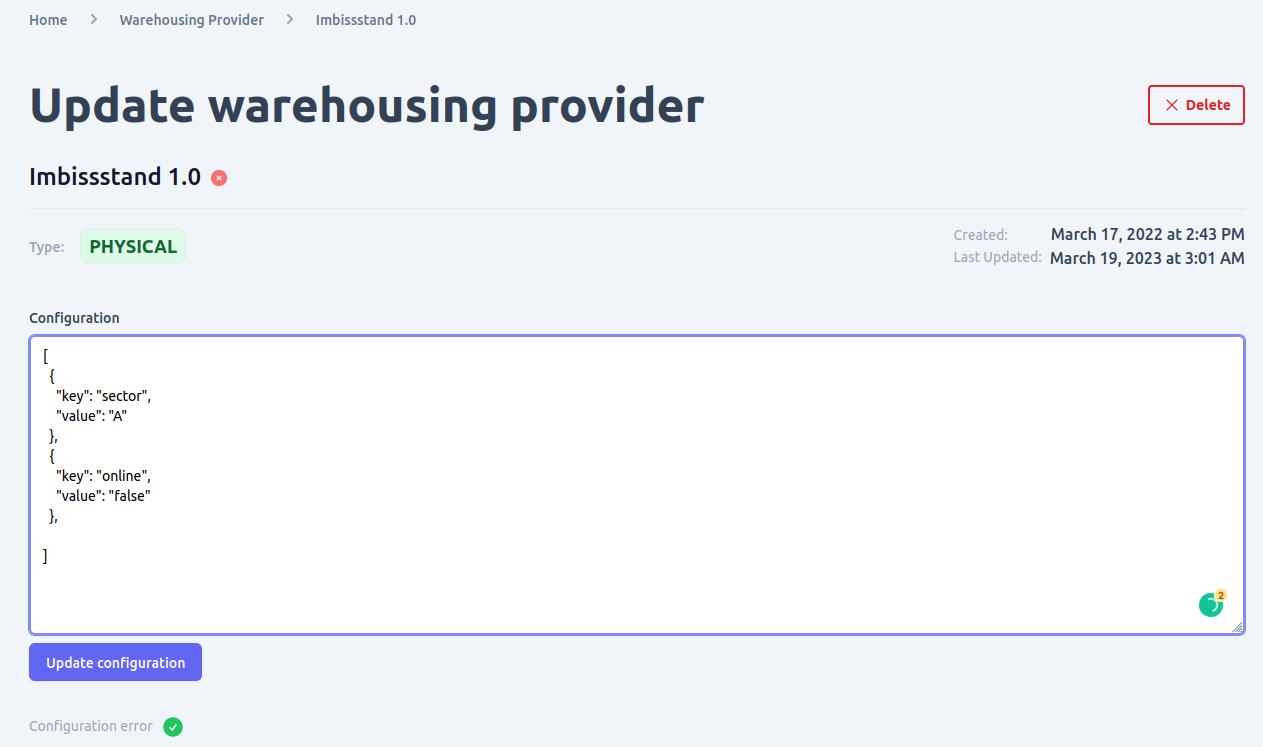 Home > Warehousing Provider > Imbissstand 1.0
Update warehousing provider
Delete
Imbissstand 1.0
Type: PHYSICAL
Created: March 17, 2022 at 2:43 PM
Last Updated: March 19, 2023 at 3:01 AM
Configuration
[
{
"key": "sector",
"value": "A"
},
{
"key": "online",
"value": "false"
},
]
2
Update configuration
Configuration error